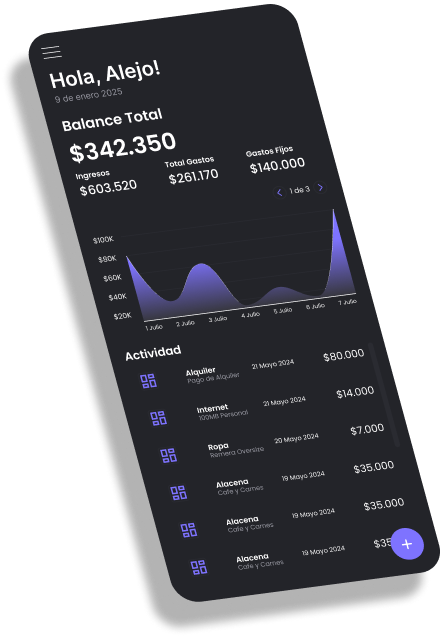 Hola, Alejo!
9 de enero 2025
Balance Total
$342.350
Ingresos Total Gastos Gastos Fijos
$603.520 $261.170 $140.000
1 de 3
$100K
$80K
$60K
$40K
$20K
1 Julio 2 Julio 3 Julio 4 Julio 5 Julio 6 Julio 7 Julio
Actividad
Alquiler 21 Mayo 2024 $80.000
Pago de Alquiler
Internet 21 Mayo 2024 $14.000
100MB Personal
Ropa 20 Mayo 2024 $7.000
Remera Oversize
Alacena 19 Mayo 2024 $35.000
Cafe y Carnes
Alacena 19 Mayo 2024 $35.000
Cafe y Carnes
Alacena 19 Mayo 2024 $35
Cafe y Carnes